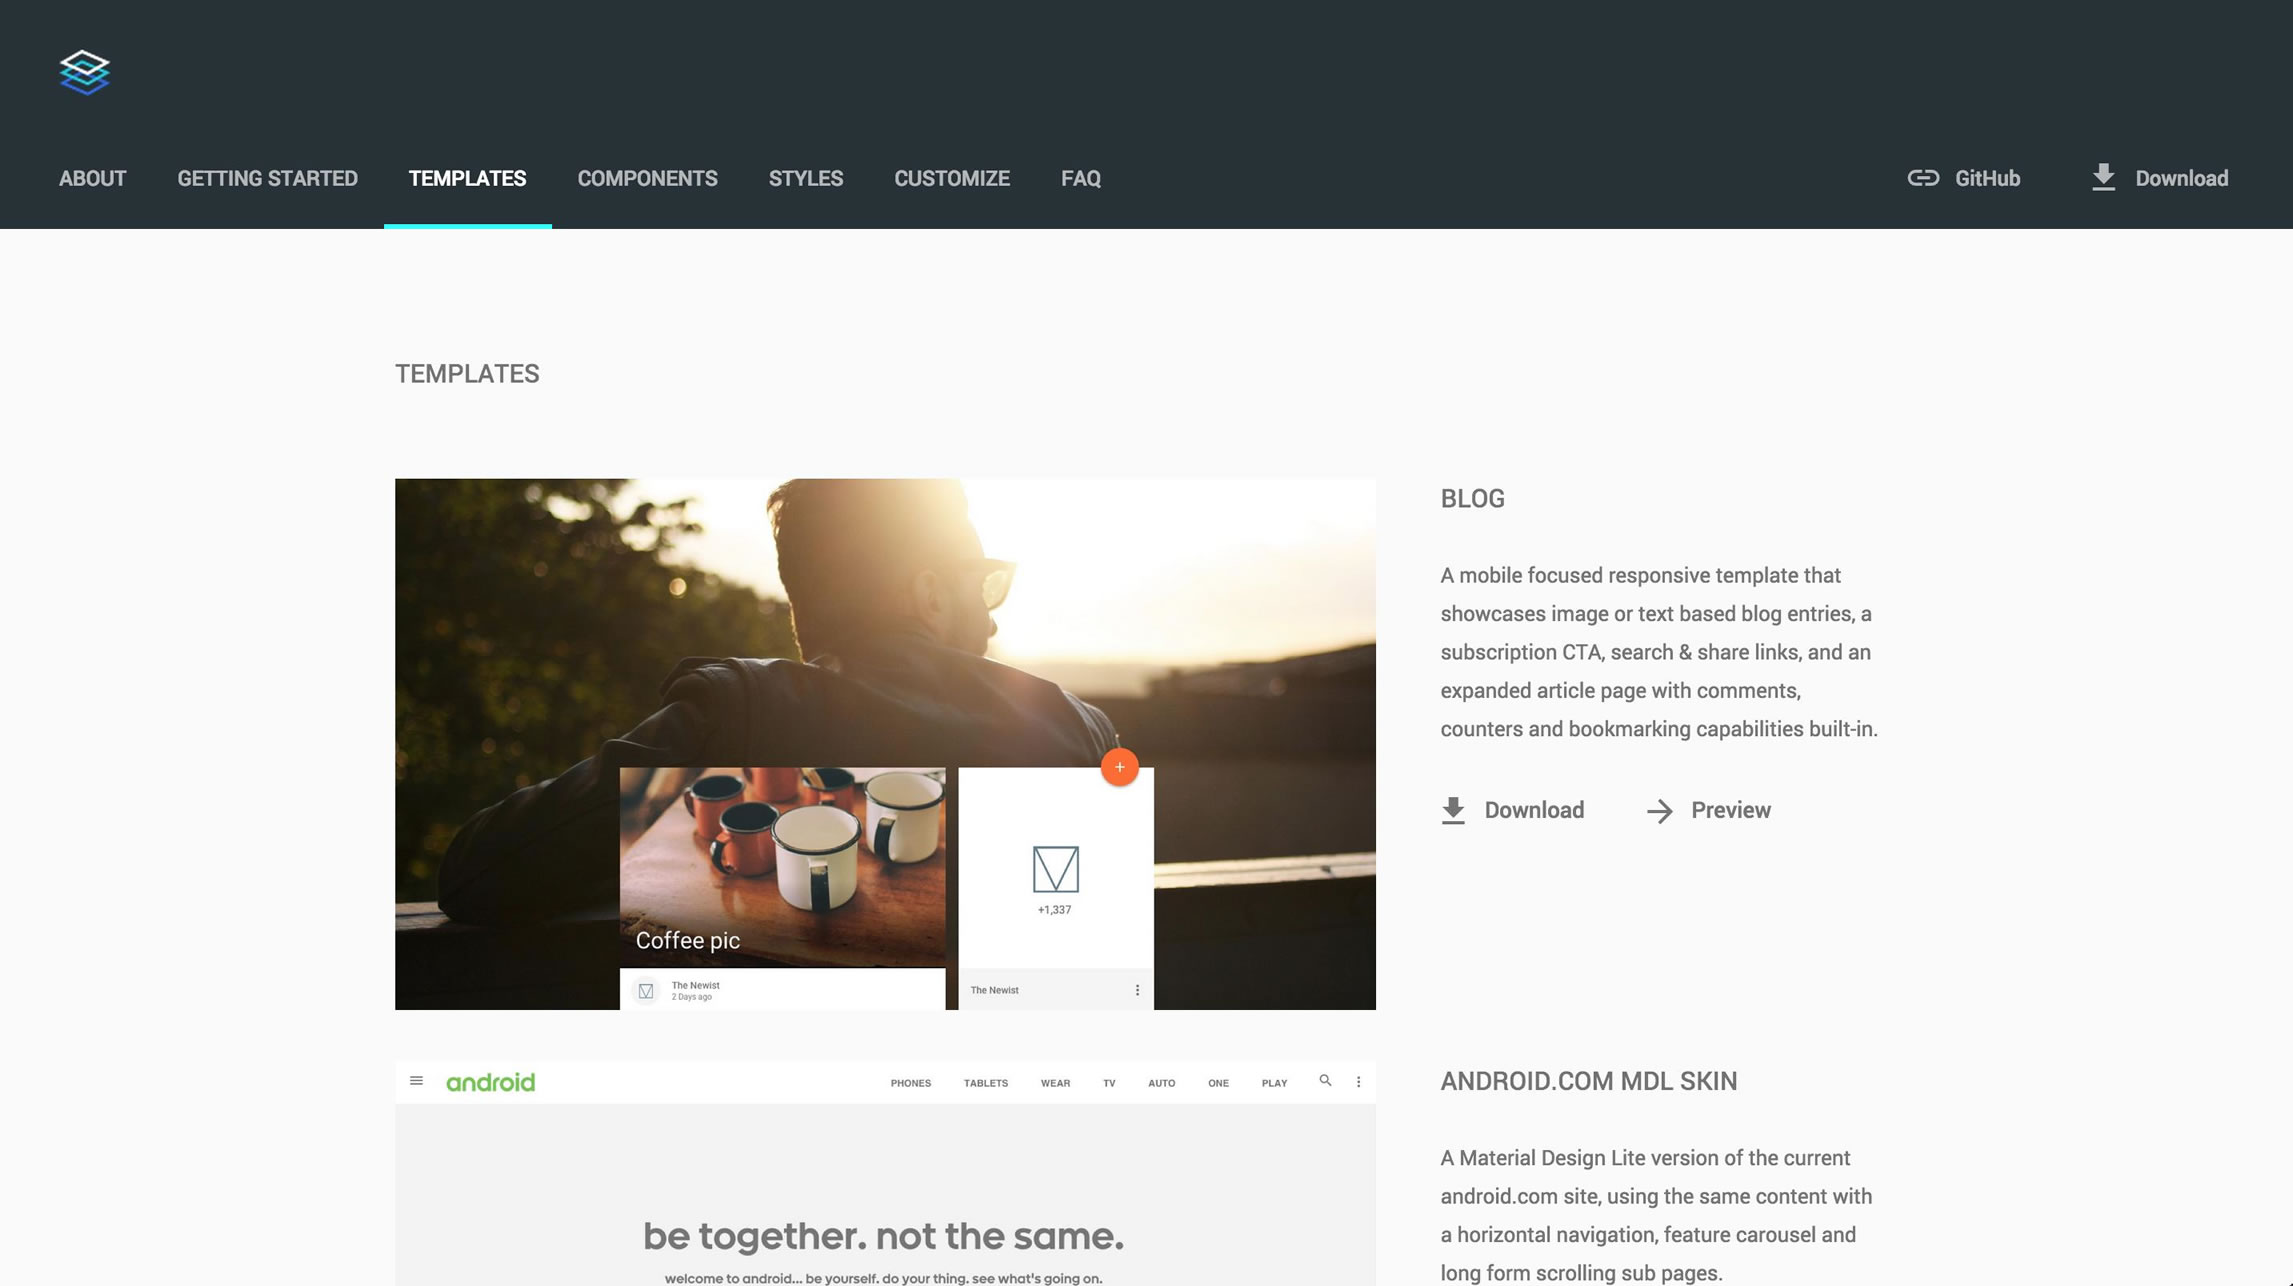 ABOUT GETTING STARTED TEMPLATES COMPONENTS STYLES CUSTOMIZE FAQ GitHub Download
TEMPLATES
Coffee pic
The Newist
2 Days ago
+1,337
The Newist
BLOG
A mobile focused responsive template that
showcases image or text based blog entries, a
subscription CTA, search & share links, and an
expanded article page with comments,
counters and bookmarking capabilities built-in.
Download Preview
android PHONES TABLETS WEAR TV AUTO ONE PLAY
be together. not the same.
welcome to android... be yourself. do your thing. see what's going on.
ANDROID.COM MDL SKIN
A Material Design Lite version of the current
android.com site, using the same content with
a horizontal navigation, feature carousel and
long form scrolling sub pages.